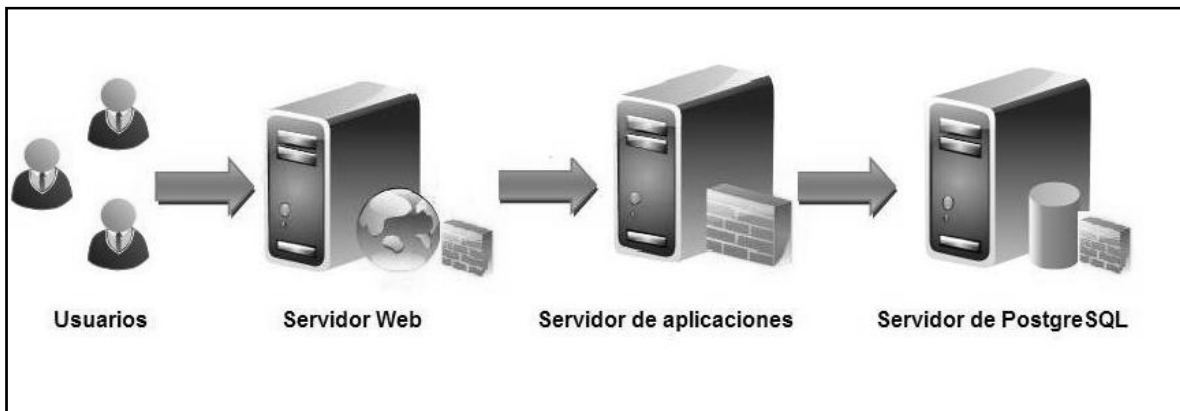 Usuarios
Servidor Web
Servidor de aplicaciones
Servidor de PostgreSQL